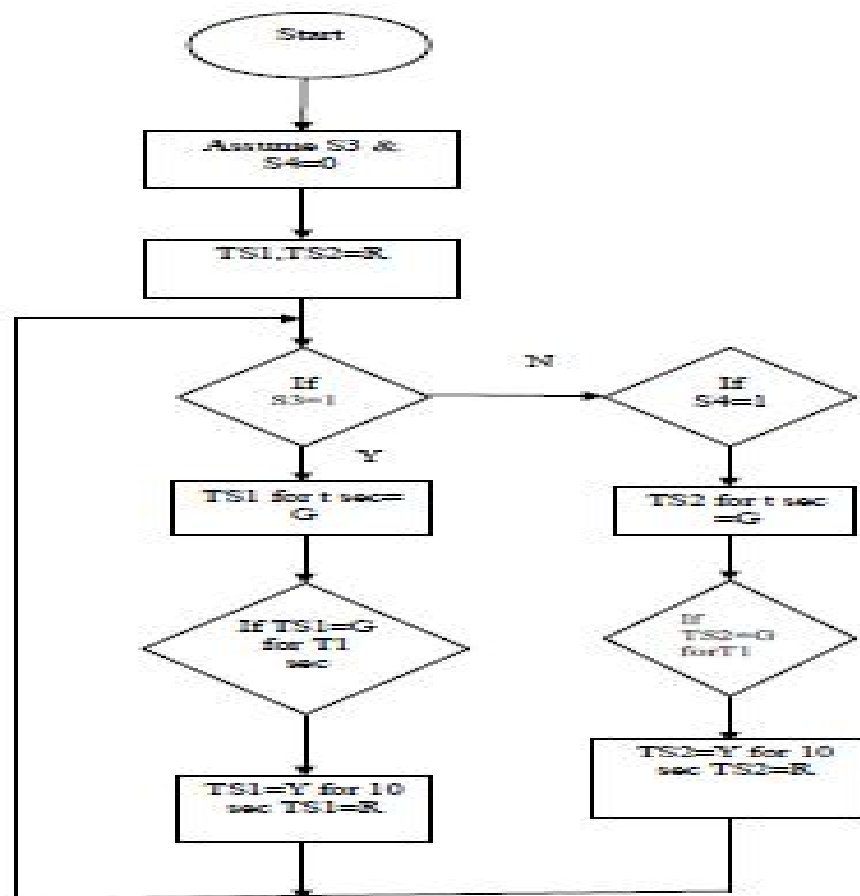 Start
Assume S3 &
S4=0
TS1,TS2=R
If
S3=1
N
If
S4=1
Y
TS1 for t sec=
G
TS2 for t sec
=G
If TS1=G
for T1
sec
If
TS2=G
forT1
TS1=Y for 10
sec TS1=R
TS2=Y for 10
sec TS2=R